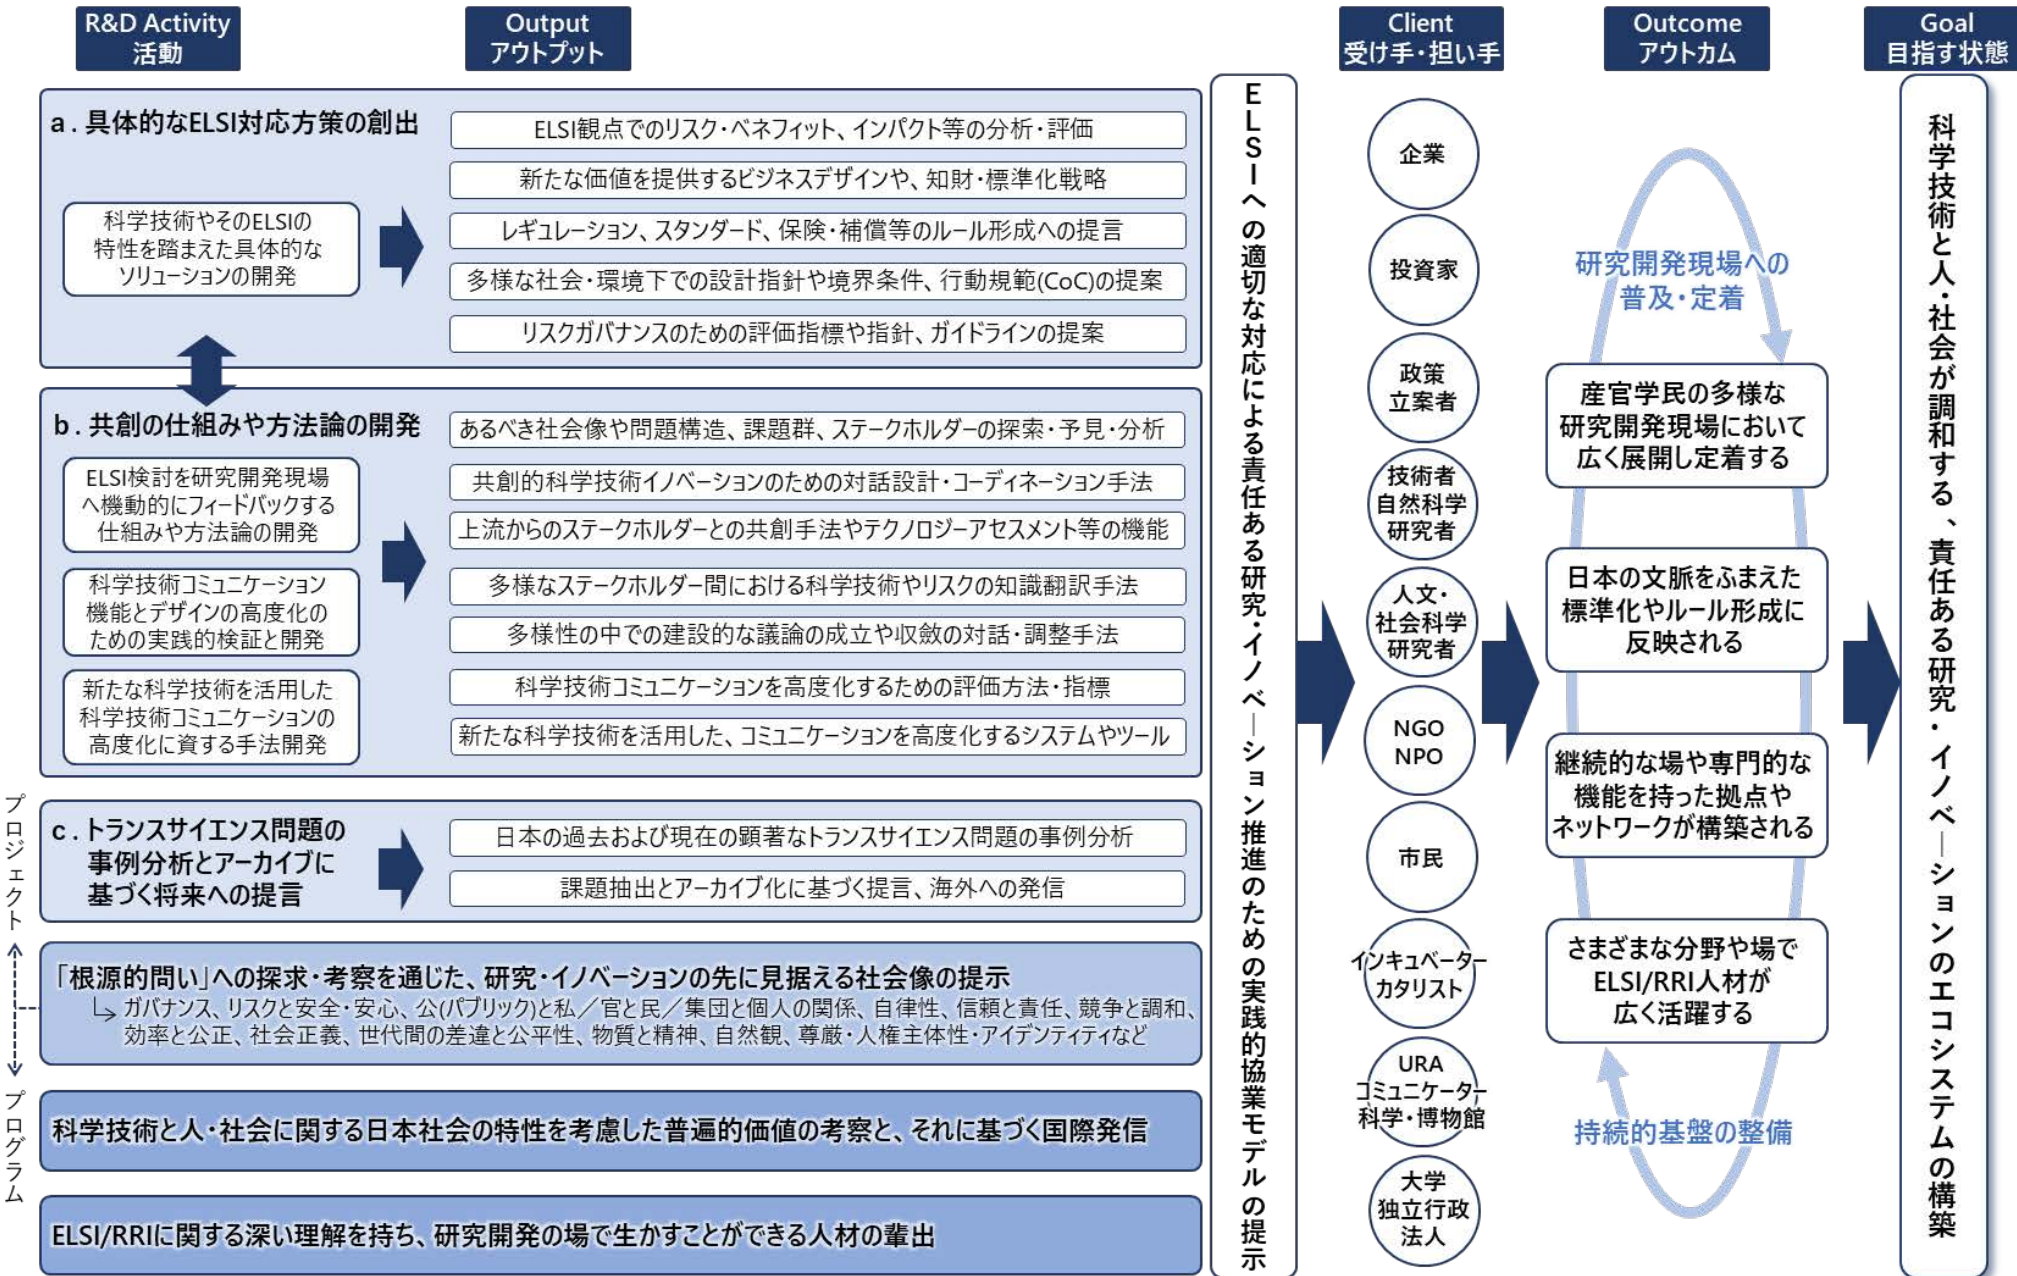 R&D Activity
活動
Output
アウトプット
Client
受け手・担い手
Outcome
アウトカム
Goal
目指す状態
a . 具体的なELSI対応方策の創出
科学技術やそのELSIの
特性を踏まえた具体的な
ソリューションの開発
ELSI観点でのリスク・ベネフィット、インパクト等の分析・評価
新たな価値を提供するビジネスデザインや、知財・標準化戦略
レギュレーション、スタンダード、保険・補償等のルール形成への提言
多様な社会・環境下での設計指針や境界条件、行動規範(CoC)の提案
リスクガバナンスのための評価指標や指針、ガイドラインの提案
b . 共創の仕組みや方法論の開発
ELSI検討を研究開発現場
へ機動的にフィードバックする
仕組みや方法論の開発
科学技術コミュニケーション
機能とデザインの高度化の
ための実践的検証と開発
新たな科学技術を活用した
科学技術コミュニケーションの
高度化に資する手法開発
あるべき社会像や問題構造、課題群、ステークホルダーの探索・予見・分析
共創的科学技術イノベーションのための対話設計・コーディネーション手法
上流からのステークホルダーとの共創手法やテクノロジーアセスメント等の機能
多様なステークホルダー間における科学技術やリスクの知識翻訳手法
多様性の中での建設的な議論の成立や収斂の対話・調整手法
科学技術コミュニケーションを高度化するための評価方法・指標
新たな科学技術を活用した、コミュニケーションを高度化するシステムやツール
プロジェクト
c . トランスサイエンス問題の
事例分析とアーカイブに
基づく将来への提言
日本の過去および現在の顕著なトランスサイエンス問題の事例分析
課題抽出とアーカイブ化に基づく提言、海外への発信
「根源的問い」への探求・考察を通じた、研究・イノベーションの先に見据える社会像の提示
ガバナンス、リスクと安全・安心、公(パブリック)と私／官と民／集団と個人の関係、自律性、信頼と責任、競争と調和、
効率と公正、社会正義、世代間の差違と公平性、物質と精神、自然観、尊厳・人権主体性・アイデンティティなど
プログラム
科学技術と人・社会に関する日本社会の特性を考慮した普遍的価値の考察と、それに基づく国際発信
ELSI/RRIに関する深い理解を持ち、研究開発の場で生かすことができる人材の輩出
ELSIへの適切な対応による責任ある研究・イノベーション推進のための実践的協業モデルの提示
企業
投資家
政策
立案者
技術者
自然科学
研究者
人文・
社会科学
研究者
NGO
NPO
市民
インキュベーター
カタリスト
URA
コミュニケーター
科学・博物館
大学
独立行政
法人
研究開発現場への
普及・定着
産官学民の多様な
研究開発現場において
広く展開し定着する
日本の文脈をふまえた
標準化やルール形成に
反映される
継続的な場や専門的な
機能を持った拠点や
ネットワークが構築される
さまざまな分野や場で
ELSI/RRI人材が
広く活躍する
持続的基盤の整備
科学技術と人・社会が調和する、責任ある研究・イノベーションのエコシステムの構築